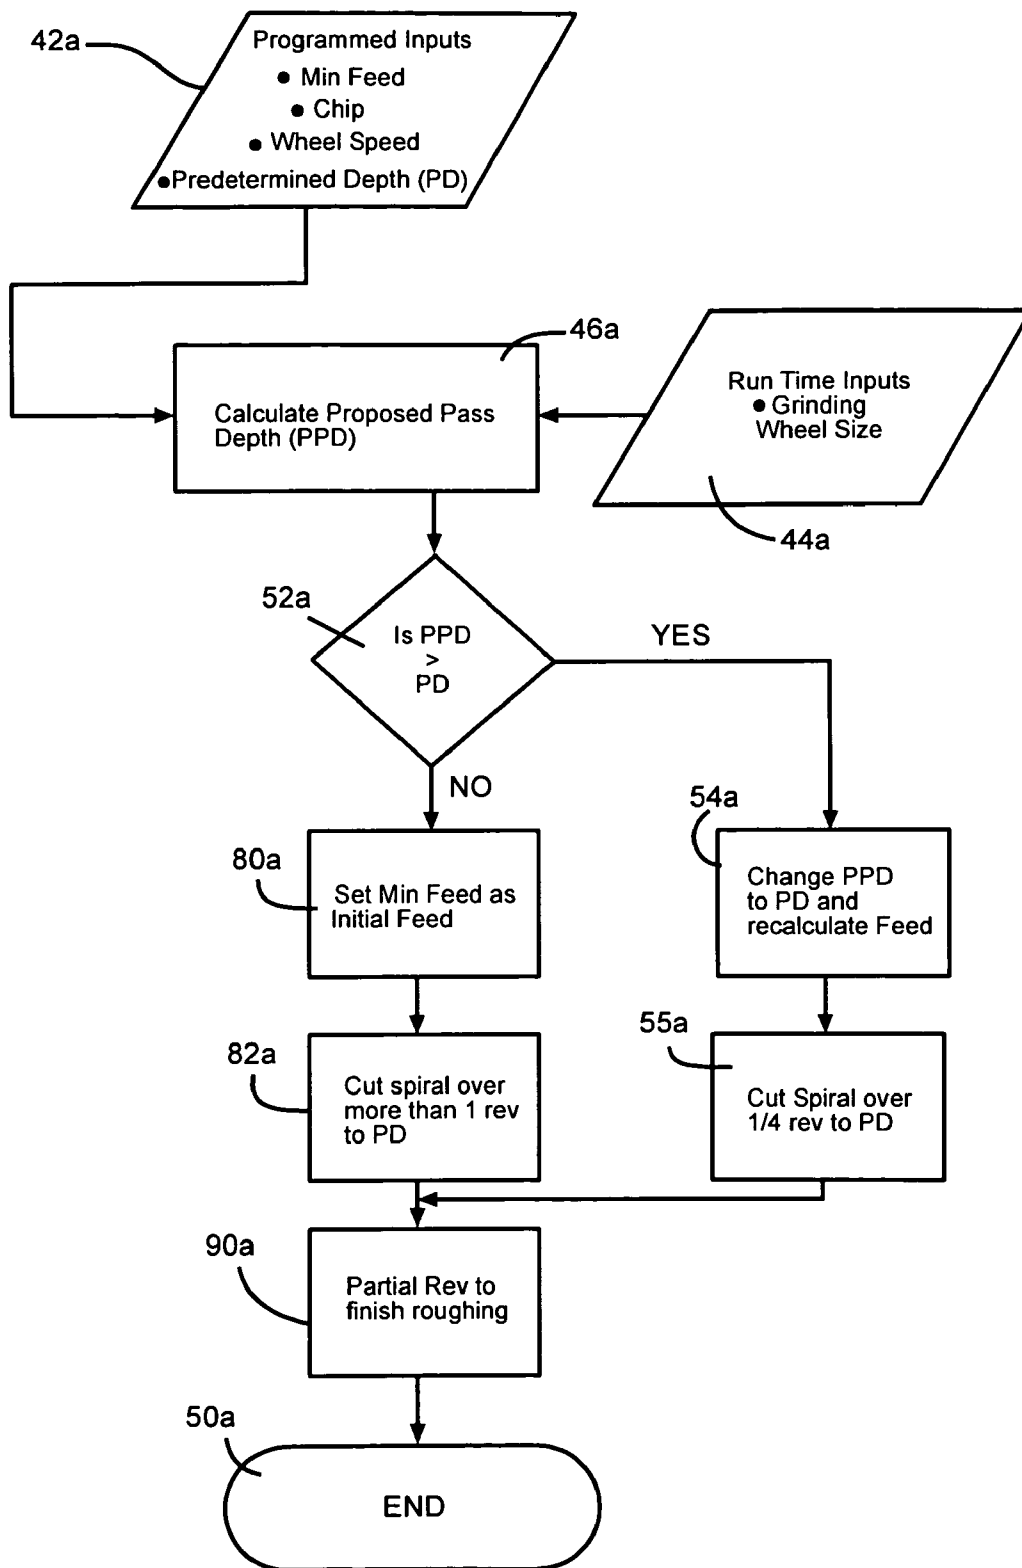 42a
Programmed Inputs
● Min Feed
● Chip
● Wheel Speed
●Predetermined Depth (PD)
46a
Calculate Proposed Pass
Depth (PPD)
Run Time Inputs
● Grinding
Wheel Size
44a
52a
Is PPD
>
PD
YES
NO
80a
Set Min Feed as
Initial Feed
54a
Change PPD
to PD and
recalculate Feed
82a
Cut spiral over
more than 1 rev
to PD
55a
Cut Spiral over
1/4 rev to PD
90a
Partial Rev to
finish roughing
50a
END